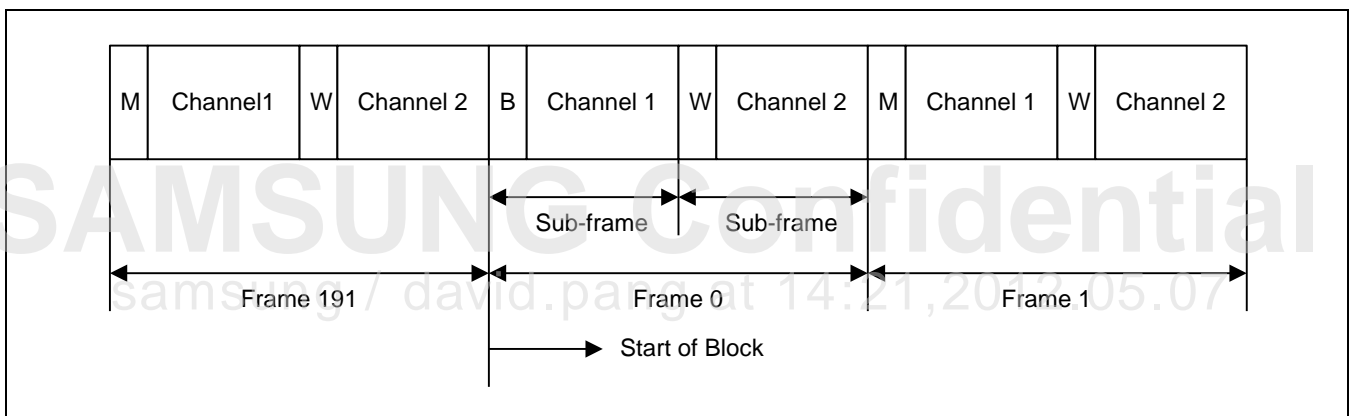 M Channel1 W Channel 2 B Channel 1 W Channel 2 M Channel 1 W Channel 2
SAMSUNG Confidential
Sub-frame Sub-frame
samsung / david.pang at 14:21,2012.05.07
Frame 191 Frame 0 Frame 1
Start of Block